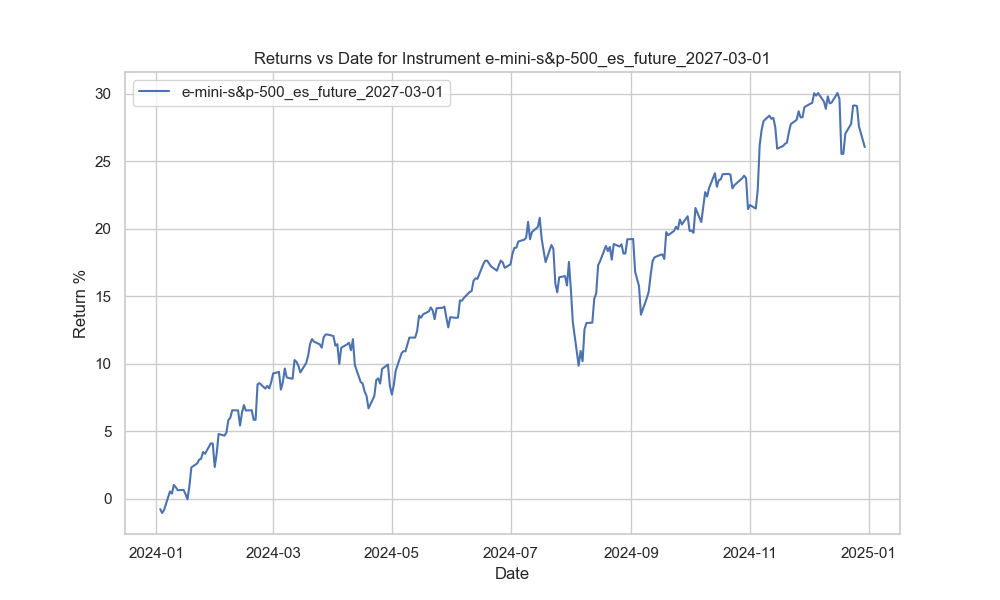 Returns vs Date for Instrument e-mini-s&p-500_es_future_2027-03-01
e-mini-s&p-500_es_future_2027-03-01
Return %
30
25
20
15
10
5
0
2024-01 2024-03 2024-05 2024-07 2024-09 2024-11 2025-01
Date